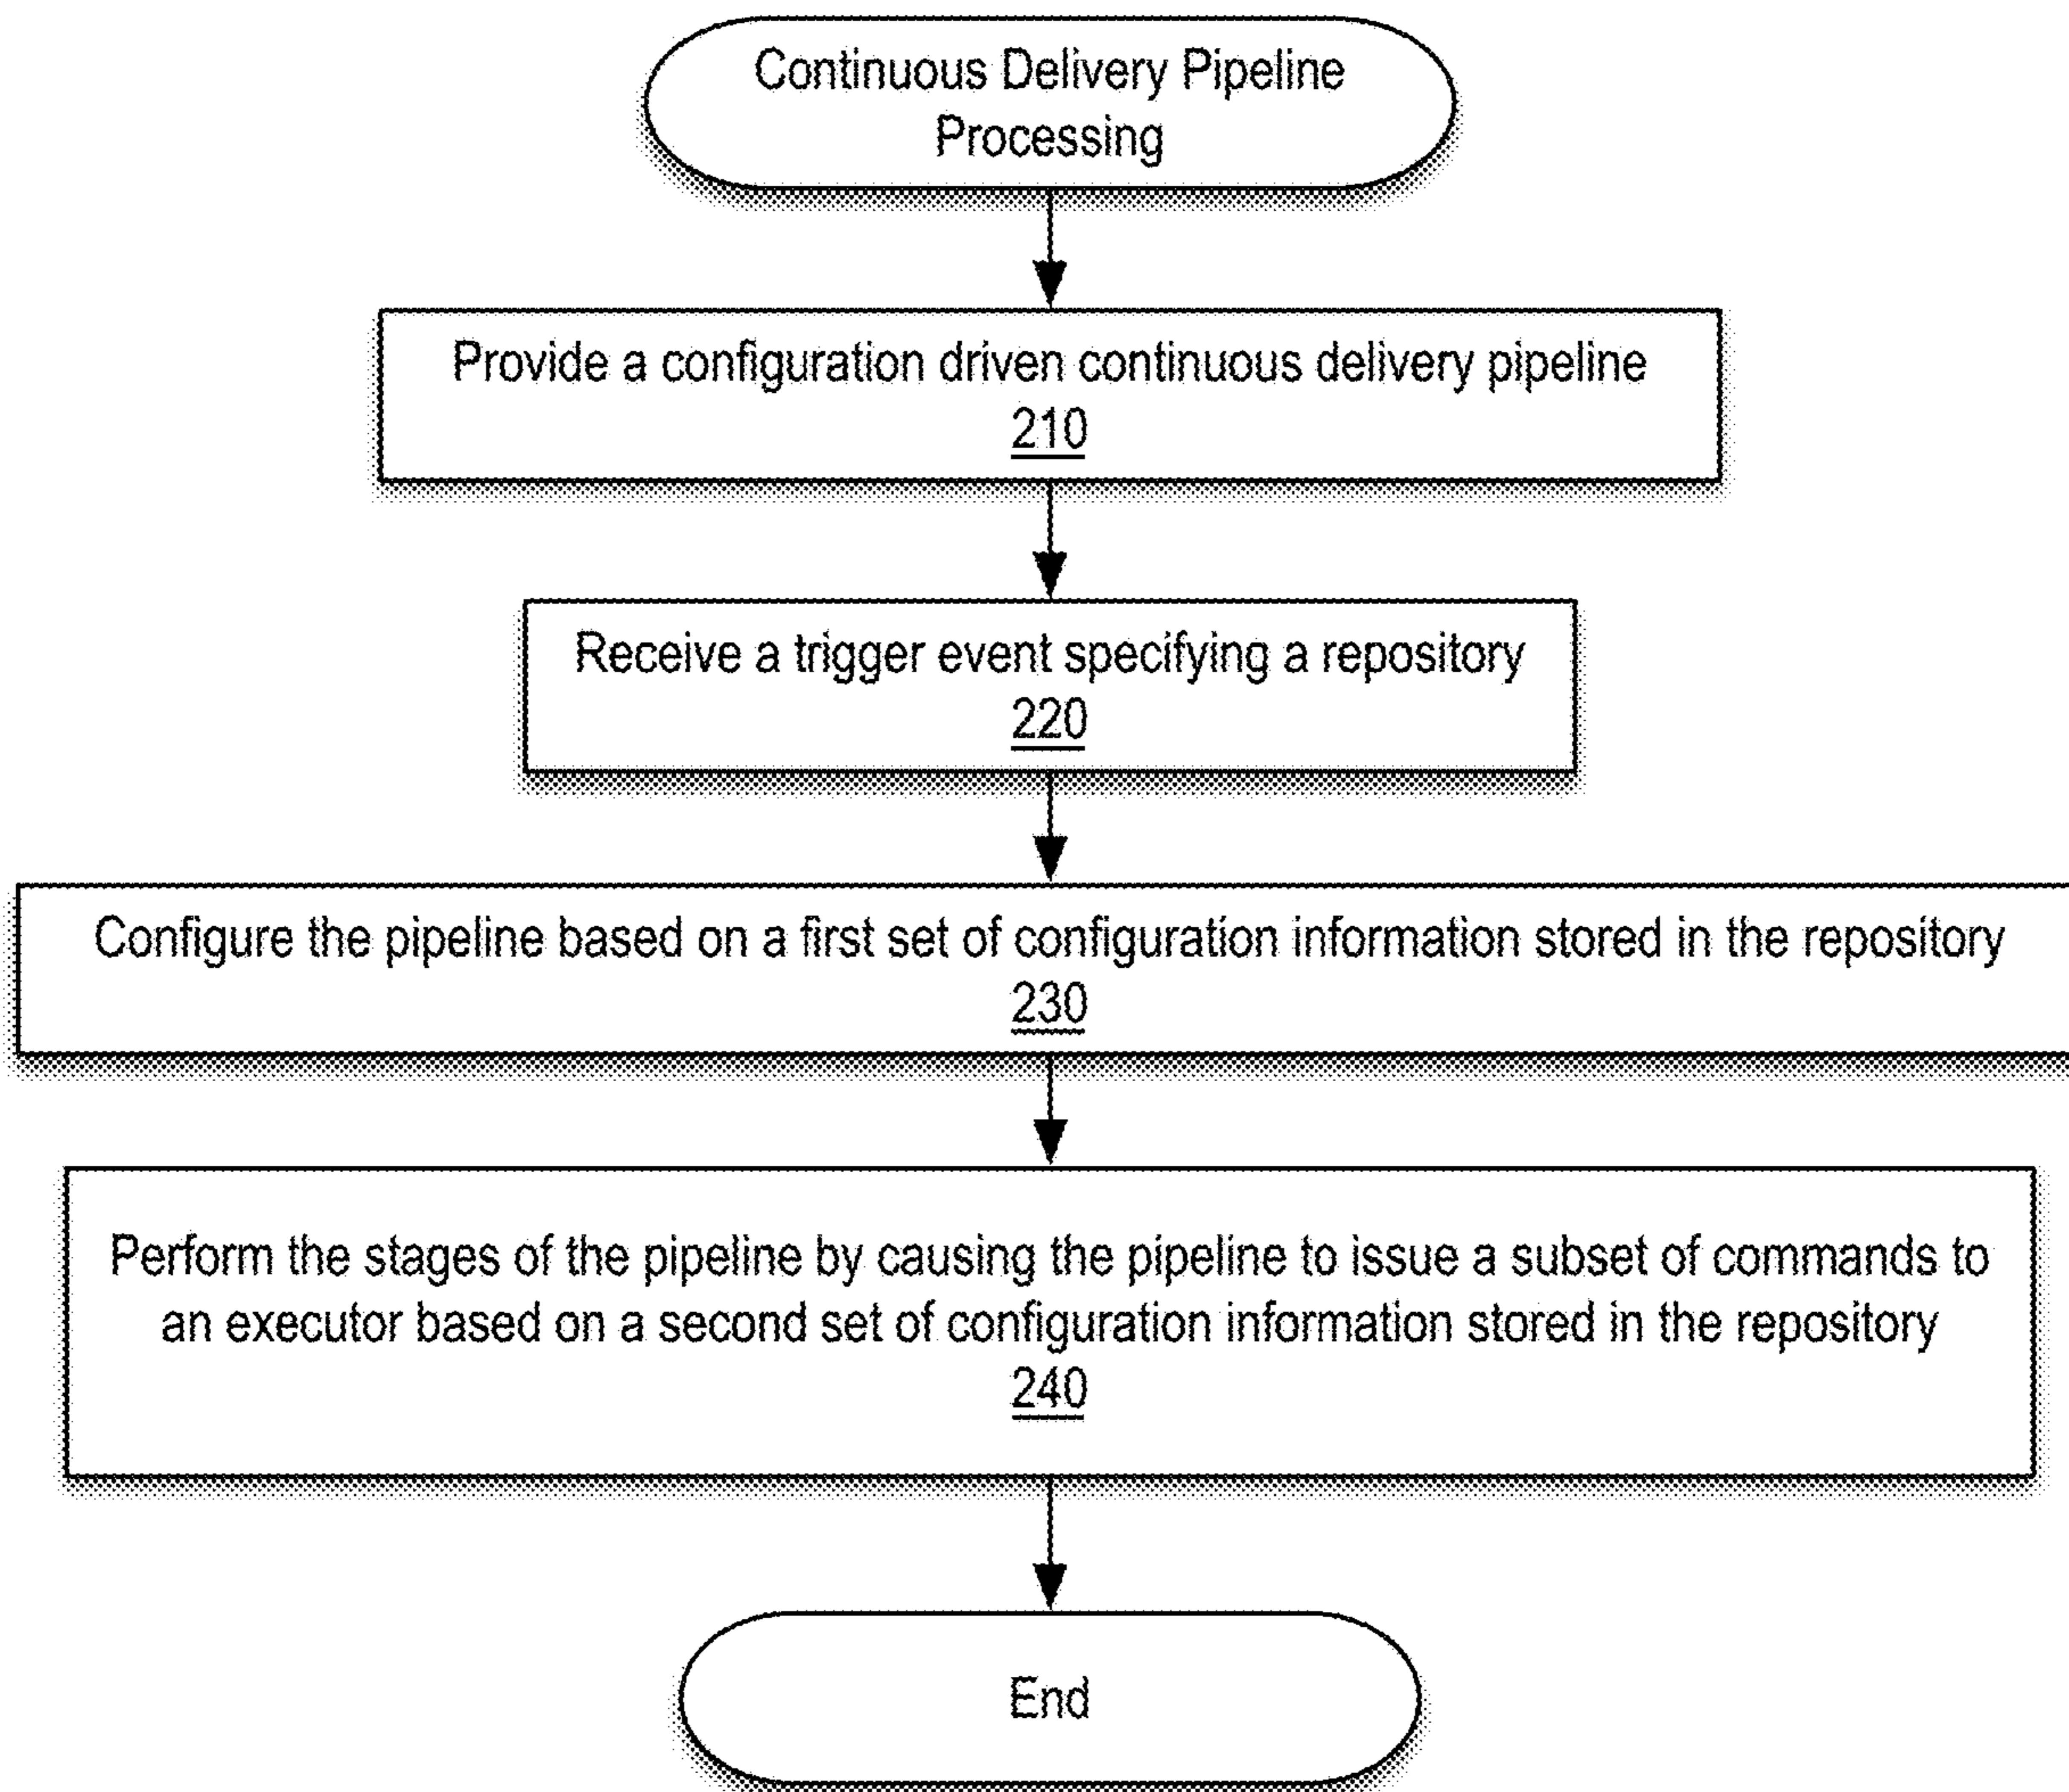 Continuous Delivery Pipeline
Processing
Provide a configuration driven continuous delivery pipeline
210
Receive a trigger event specifying a repository
220
Configure the pipeline based on a first set of configuration information stored in the repository
230
Perform the stages of the pipeline by causing the pipeline to issue a subset of commands to
an executor based on a second set of configuration information stored in the repository
240
End